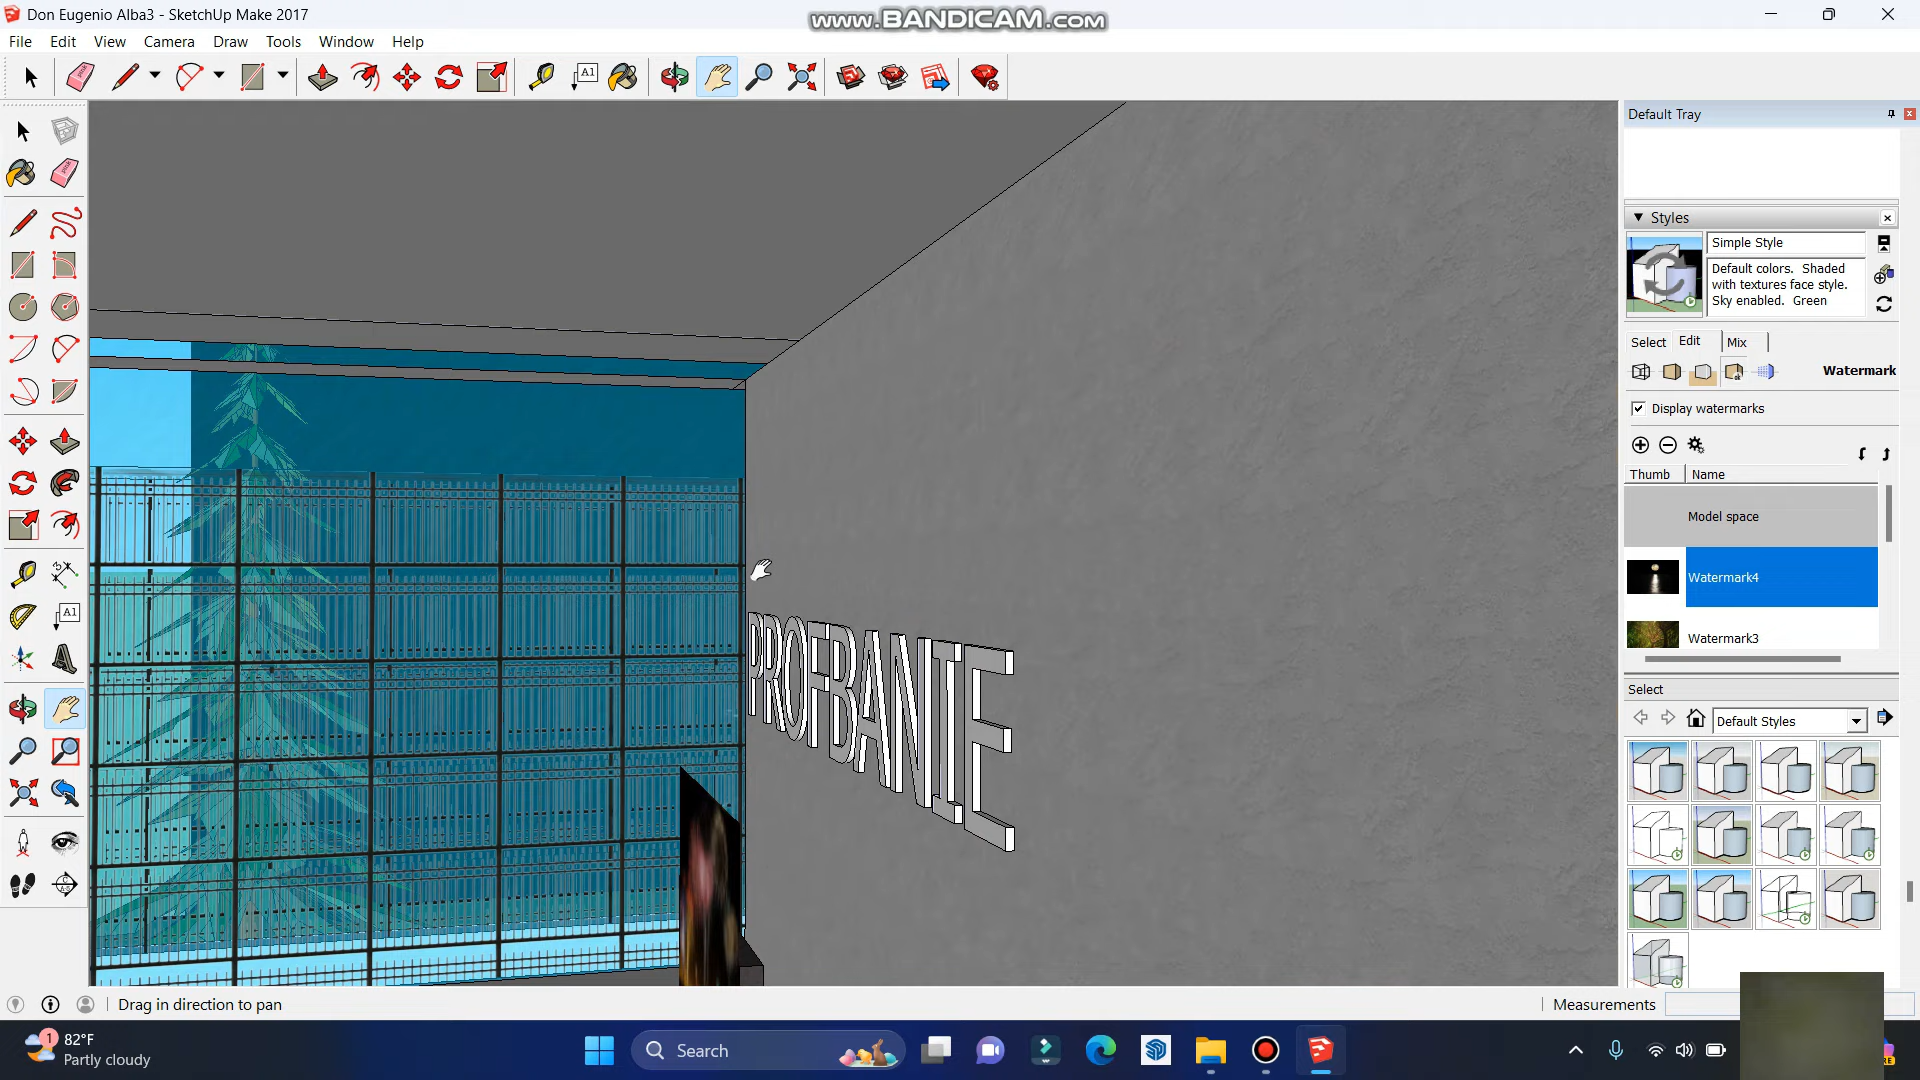 Don Eugenio Alba3 - SketchUp Make 2017
www.BANDICAM.com
File Edit View Camera Draw Tools Window Help
Default Tray
Styles
Simple Style
Default colors. Shaded
with textures face style.
Sky enabled. Green
Select Edit Mix
Watermark
Display watermarks
Thumb Name
Model space
Watermark4
Watermark3
Select
Default Styles
PROFBANTE
Drag in direction to pan
Measurements
1
82°F
Partly cloudy
Search